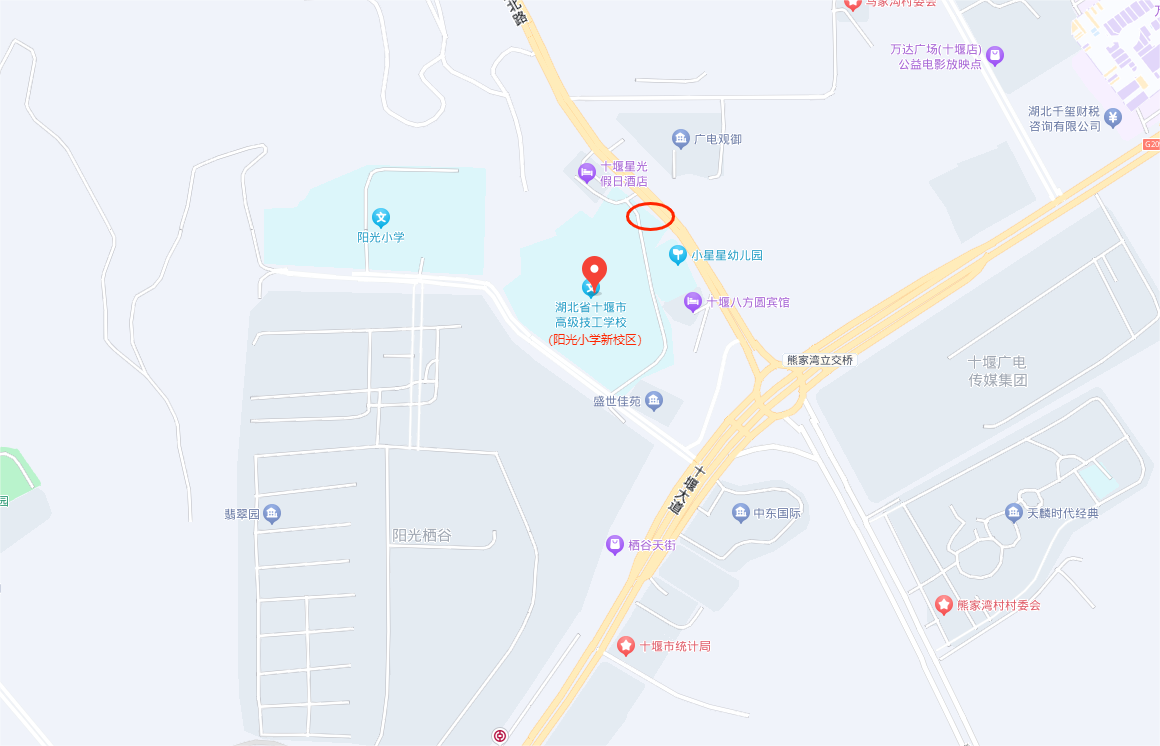 北路
马家沟村委会
万
万达广场(十堰店)
公益电影放映点
湖北千玺财税
咨询有限公司
广电观御
十堰星光
假日酒店
阳光小学
小星星幼儿园
湖北省十堰市
高级技工学校
(阳光小学新校区)
十堰八方圆宾馆
熊家湾立交桥
十堰广电
传媒集团
盛世佳苑
十堰大道
园
翡翠园
阳光栖谷
中东国际
天麟时代经典
栖谷天街
熊家湾村村委会
十堰市统计局